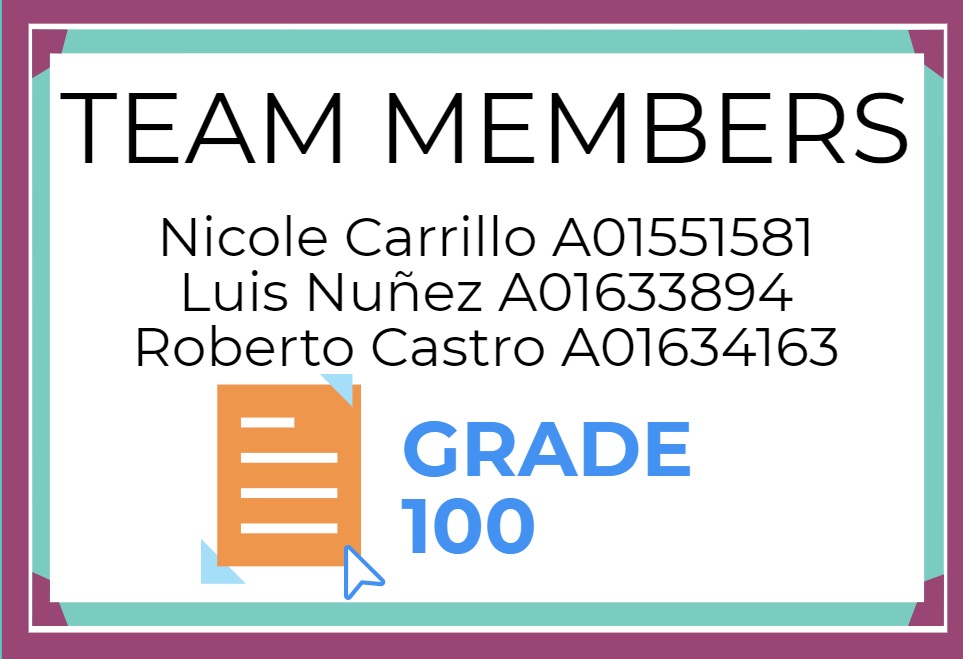 TEAM MEMBERS
Nicole Carrillo A01551581
Luis Nuñez A01633894
Roberto Castro A01634163
GRADE
100